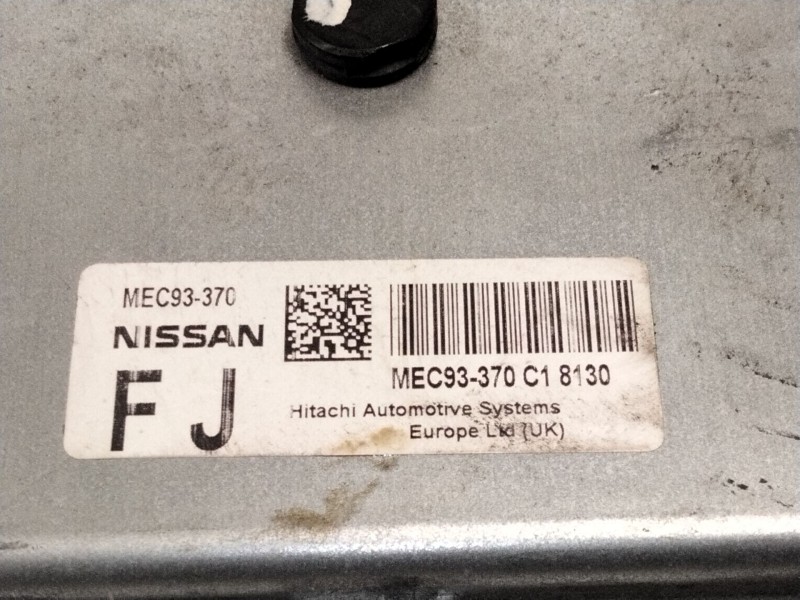 MEC93-370
NISSAN
F J
MEC93-370 C1 8130
Hitachi Automotive Systems
Europe Ltd (UK)